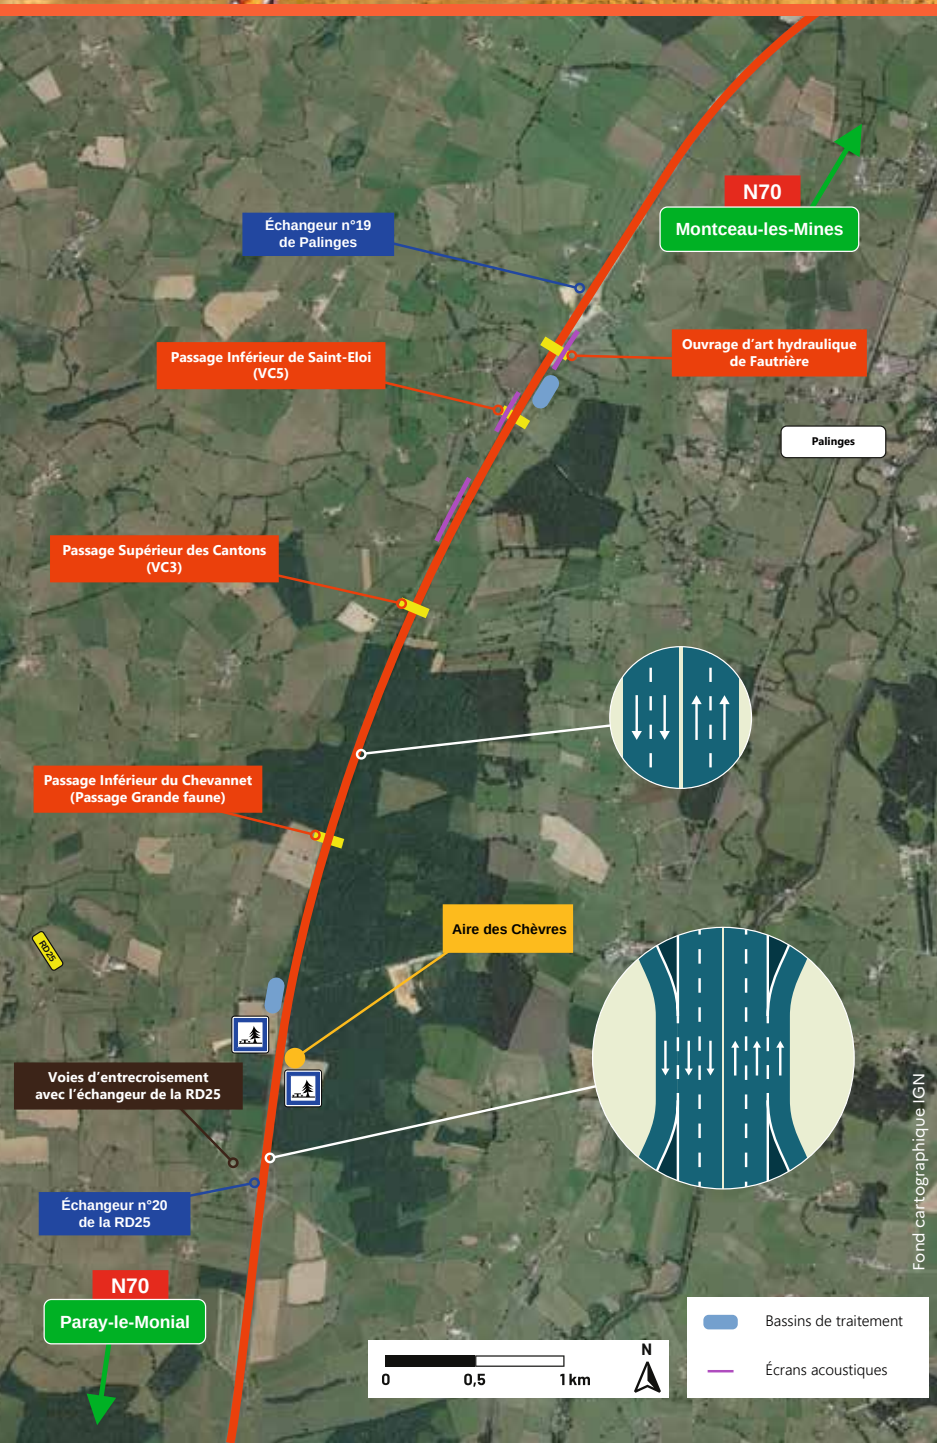 N70
Montceau-les-Mines
Échangeur n°19
de Palinges
Ouvrage d'art hydraulique
de Fautrière
Passage Inférieur de Saint-Eloi
(VC5)
Palinges
Passage Supérieur des Cantons
(VC3)
Passage Inférieur du Chevannet
(Passage Grande faune)
Aire des Chèvres
RD25
Voies d'entrecroisement
avec l'échangeur de la RD25
Échangeur n°20
de la RD25
N70
Paray-le-Monial
Fond cartographique IGN
0 0,5 1 km
N
Bassins de traitement
Écrans acoustiques